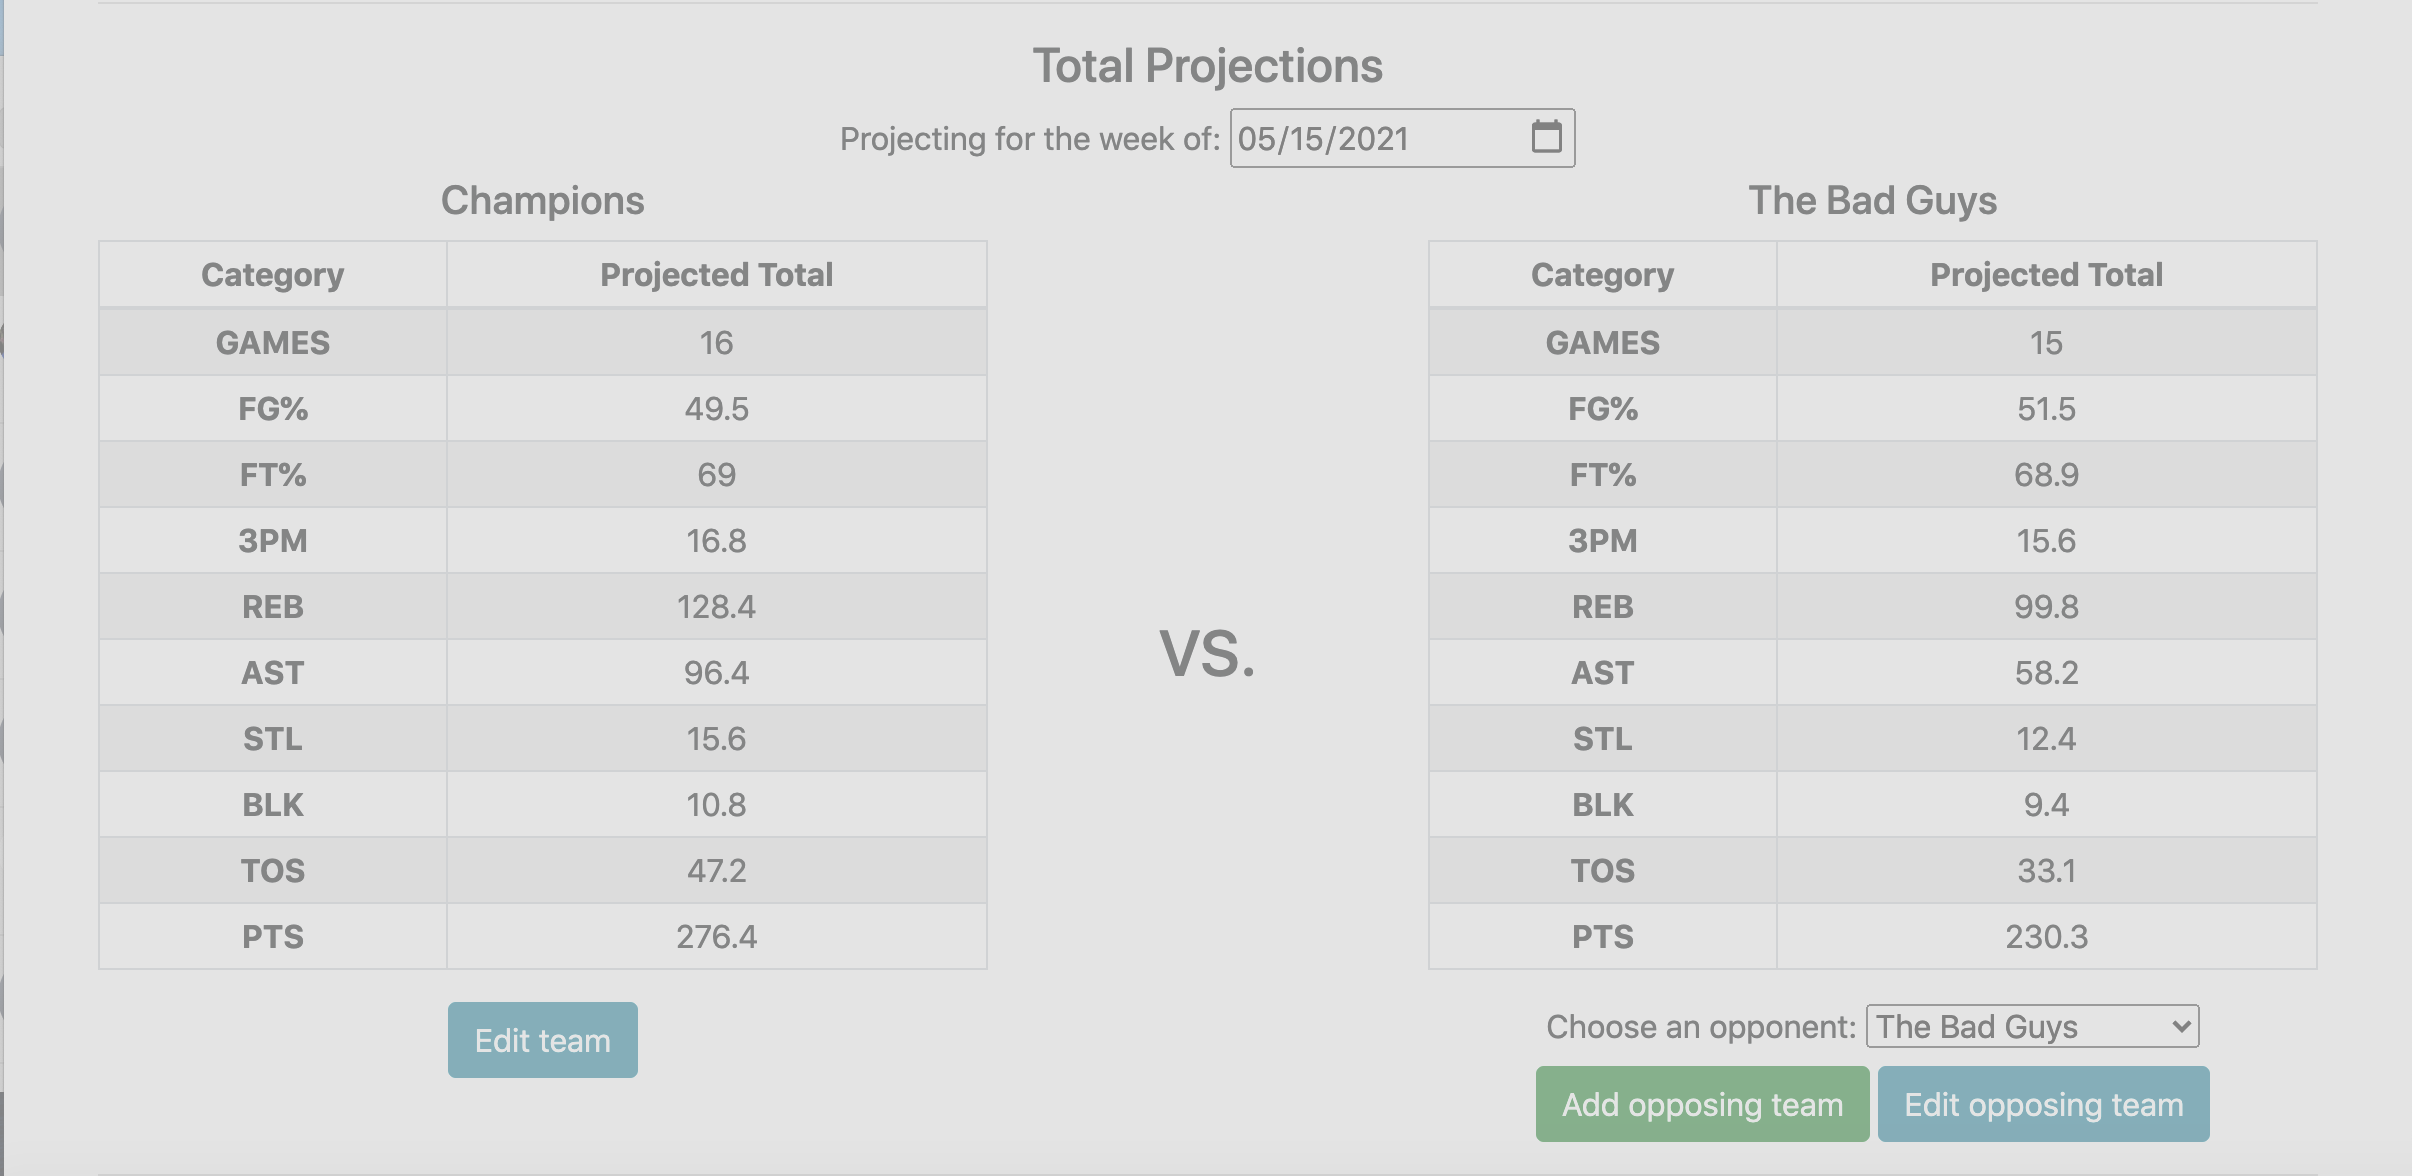 Total Projections
Projecting for the week of: 05/15/2021
Champions
Category Projected Total
GAMES 16
FG% 49.5
FT% 69
3PM 16.8
REB 128.4
AST 96.4
STL 15.6
BLK 10.8
TOS 47.2
PTS 276.4
Edit team
VS.
The Bad Guys
Category Projected Total
GAMES 15
FG% 51.5
FT% 68.9
3PM 15.6
REB 99.8
AST 58.2
STL 12.4
BLK 9.4
TOS 33.1
PTS 230.3
Choose an opponent: The Bad Guys
Add opposing team Edit opposing team